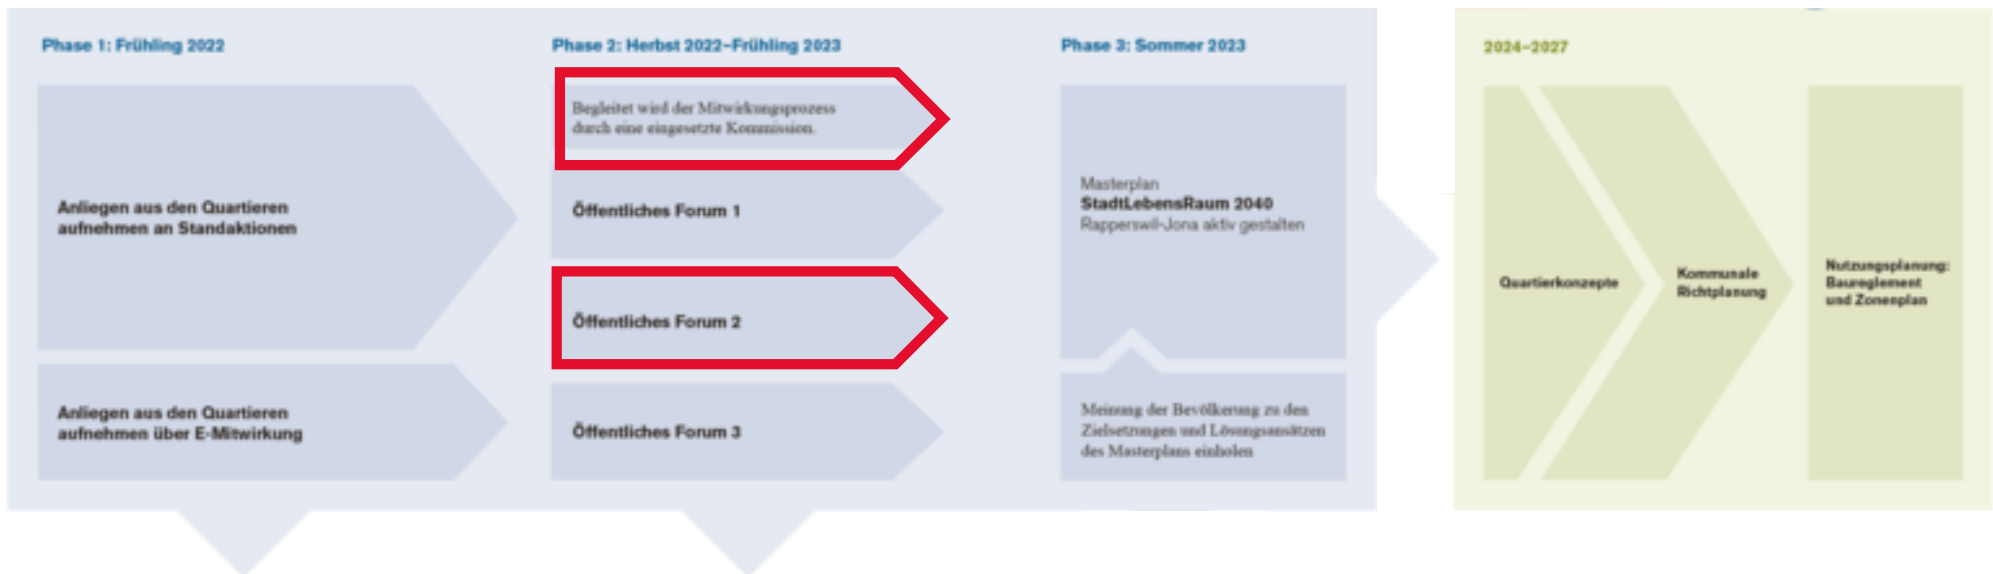 Phase 1: Frühling 2022
Anliegen aus den Quartieren
aufnehmen an Standaktionen
Anliegen aus den Quartieren
aufnehmen über E-Mitwirkung
Phase 2: Herbst 2022–Frühling 2023
Begleitet wird der Mitwirkungsprozess
durch eine eingesetzte Kommission.
Öffentliches Forum 1
Öffentliches Forum 2
Öffentliches Forum 3
Phase 3: Sommer 2023
Masterplan
StadtLebensRaum 2040
Rapperswil-Jona aktiv gestalten
Meinung der Bevölkerung zu den
Zielsetzungen und Lösungsansätzen
des Masterplans einholen
2024–2027
Quartierkonzepte
Kommunale
Richtplanung
Nutzungsplanung:
Baureglement
und Zonenplan